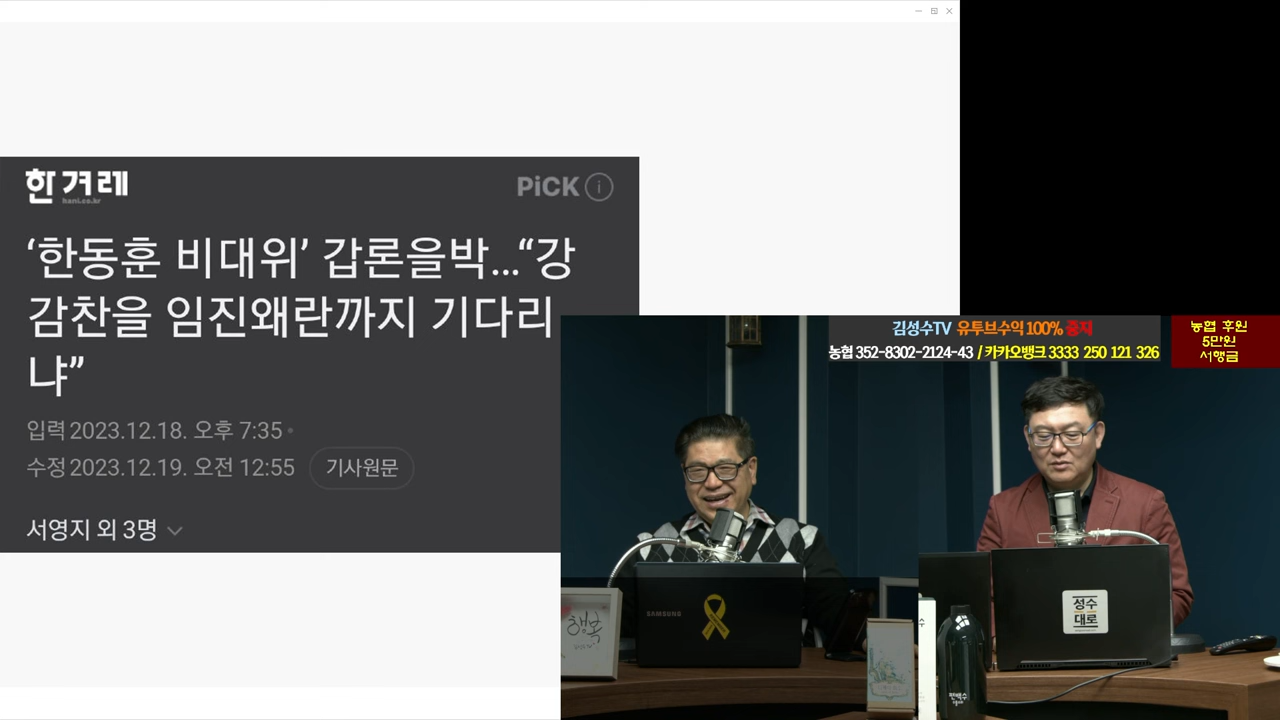 한겨레
hani.co.kr
PiCK
‘한동훈 비대위’ 갑론을박…“강
감찬을 임진왜란까지 기다리
냐”
입력 2023.12.18. 오후 7:35
수정 2023.12.19. 오전 12:55
기사원문
서영지 외 3명
김성수TV 유투브수익 100% 중지
농협 352-8302-2124-43 / 카카오뱅크 3333 250 121 326
농협 후원
5만원
서행금
SAMSUNG
행복
성수
대로